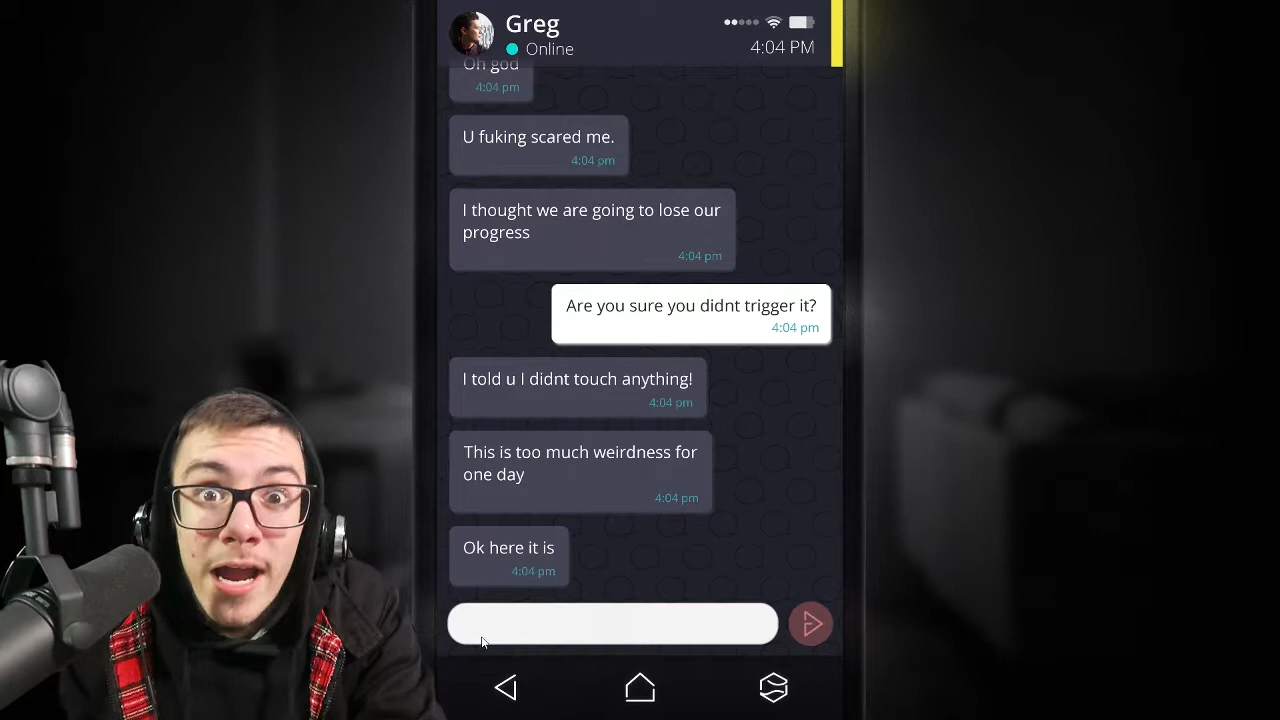 Greg
Online
4:04 PM
Oh god
4:04 pm
U fuking scared me.
4:04 pm
I thought we are going to lose our
progress
4:04 pm
Are you sure you didnt trigger it?
4:04 pm
I told u I didnt touch anything!
4:04 pm
This is too much weirdness for
one day
4:04 pm
Ok here it is
4:04 pm